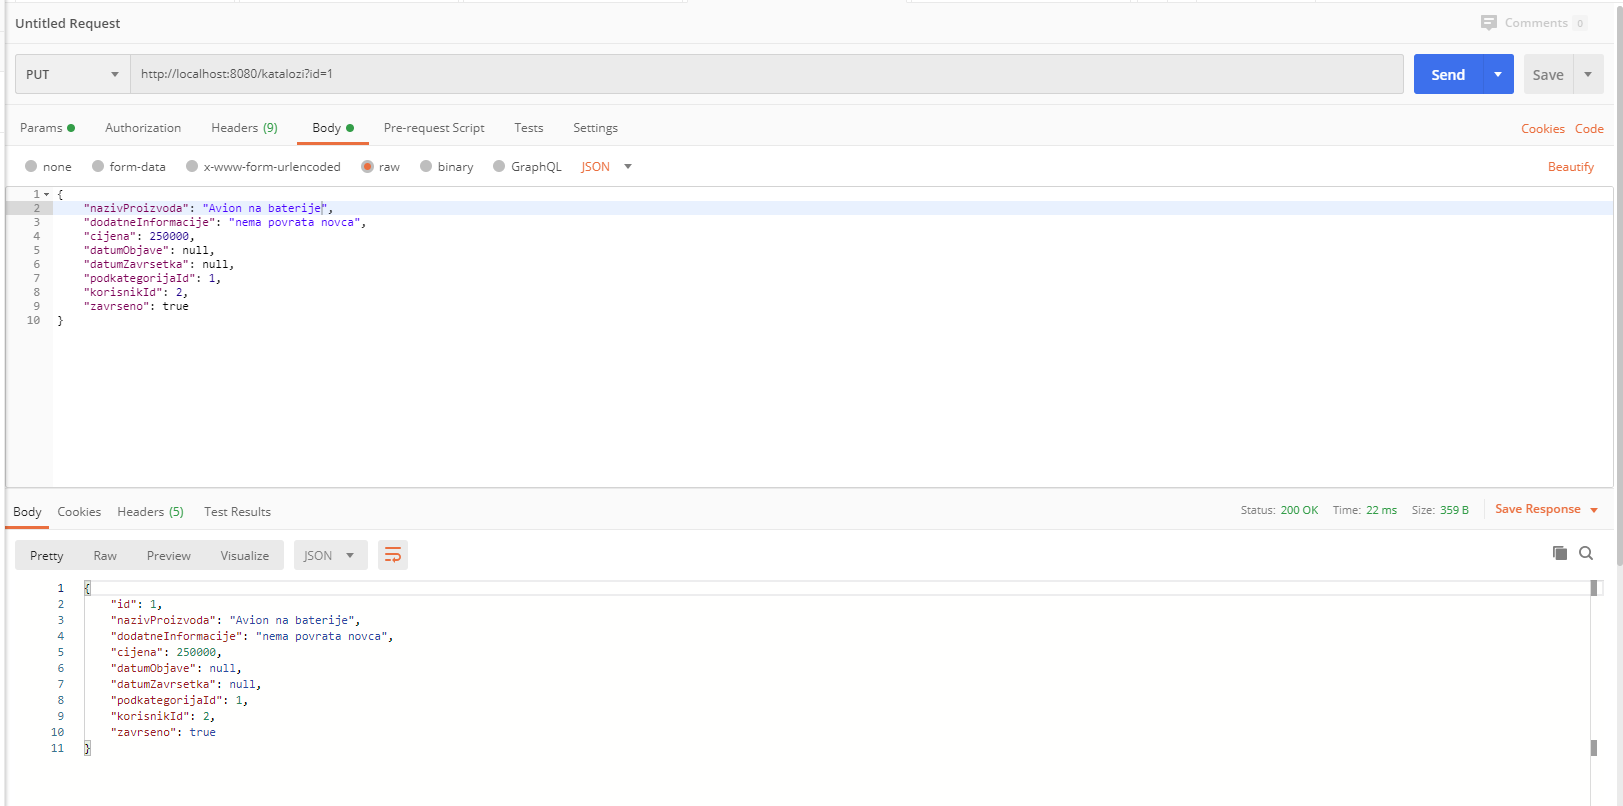 Untitled Request
Comments 0
PUT http://localhost:8080/katalozi?id=1 Send Save
Params Authorization Headers (9) Body Pre-request Script Tests Settings Cookies Code
none form-data x-www-form-urlencoded raw binary GraphQL JSON Beautify
1 {
2 "nazivProizvoda": "Avion na baterije",
3 "dodatneInformacije": "nema povrata novca",
4 "cijena": 250000,
5 "datumObjave": null,
6 "datumZavrsetka": null,
7 "podkategorijaId": 1,
8 "korisnikId": 2,
9 "zavrseno": true
10 }
Body Cookies Headers (5) Test Results Status: 200 OK Time: 22 ms Size: 359 B Save Response
Pretty Raw Preview Visualize JSON
1 {
2 "id": 1,
3 "nazivProizvoda": "Avion na baterije",
4 "dodatneInformacije": "nema povrata novca",
5 "cijena": 250000,
6 "datumObjave": null,
7 "datumZavrsetka": null,
8 "podkategorijaId": 1,
9 "korisnikId": 2,
10 "zavrseno": true
11 }